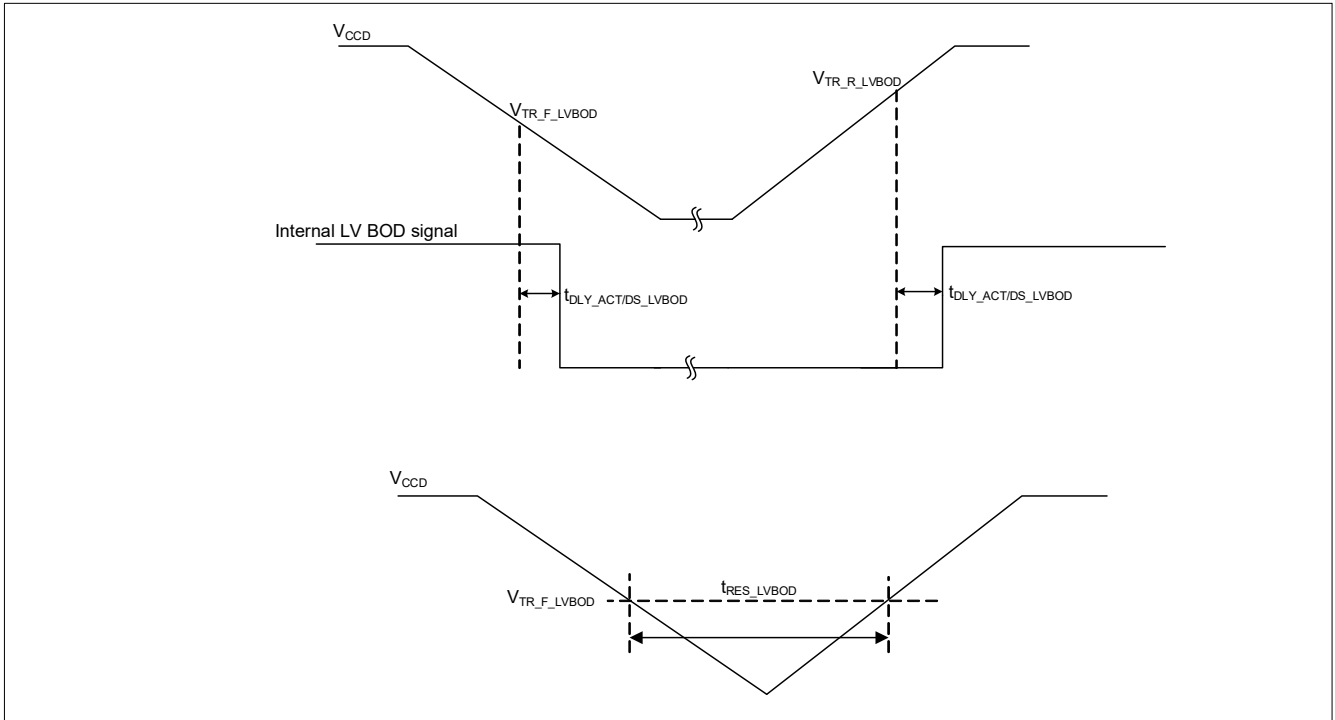 VCCD
VTR_R_LVBOD
VTR_F_LVBOD
Internal LV BOD signal
tDLY_ACT/DS_LVBOD
tDLY_ACT/DS_LVBOD
VCCD
tRES_LVBOD
VTR_F_LVBOD